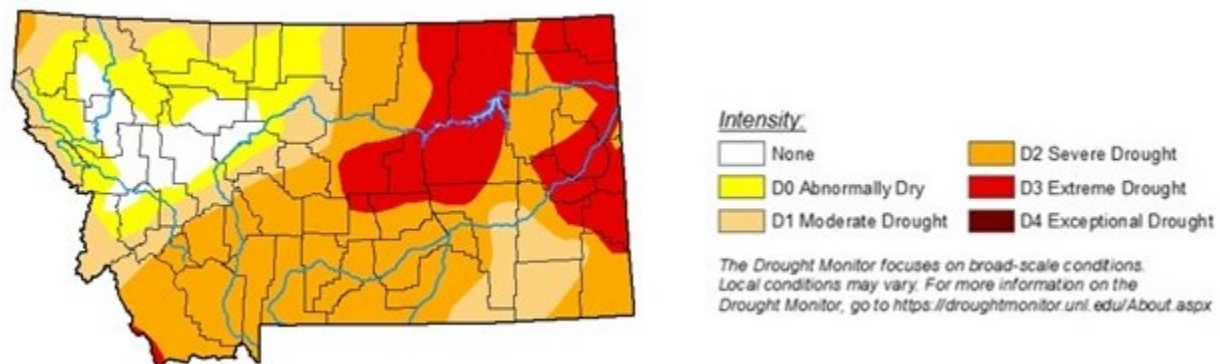 Intensity:
None
D0 Abnormally Dry
D1 Moderate Drought
D2 Severe Drought
D3 Extreme Drought
D4 Exceptional Drought
The Drought Monitor focuses on broad-scale conditions.
Local conditions may vary. For more information on the
Drought Monitor, go to https://droughtmonitor.unl.edu/About.aspx